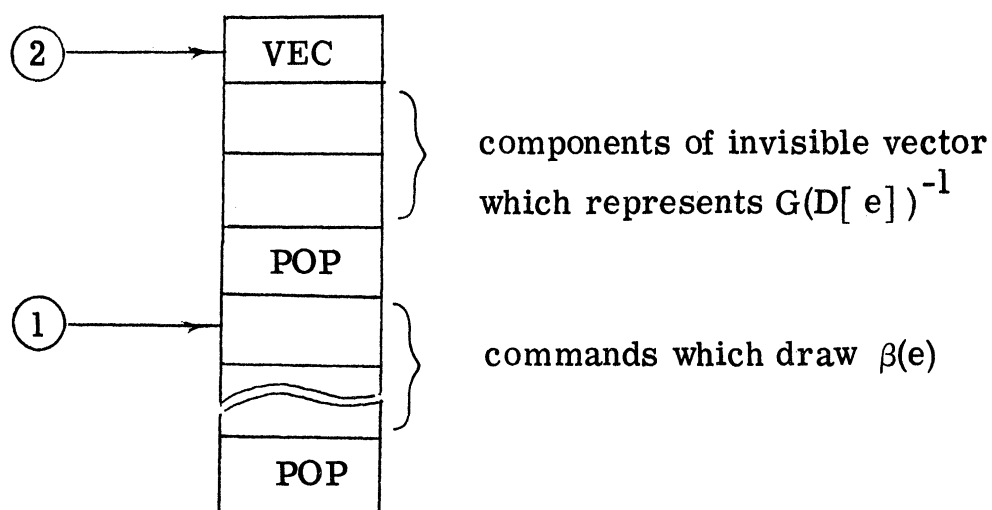 2
VEC
components of invisible vector
which represents G(D[ e] )^-1
POP
1
commands which draw β(e)
POP